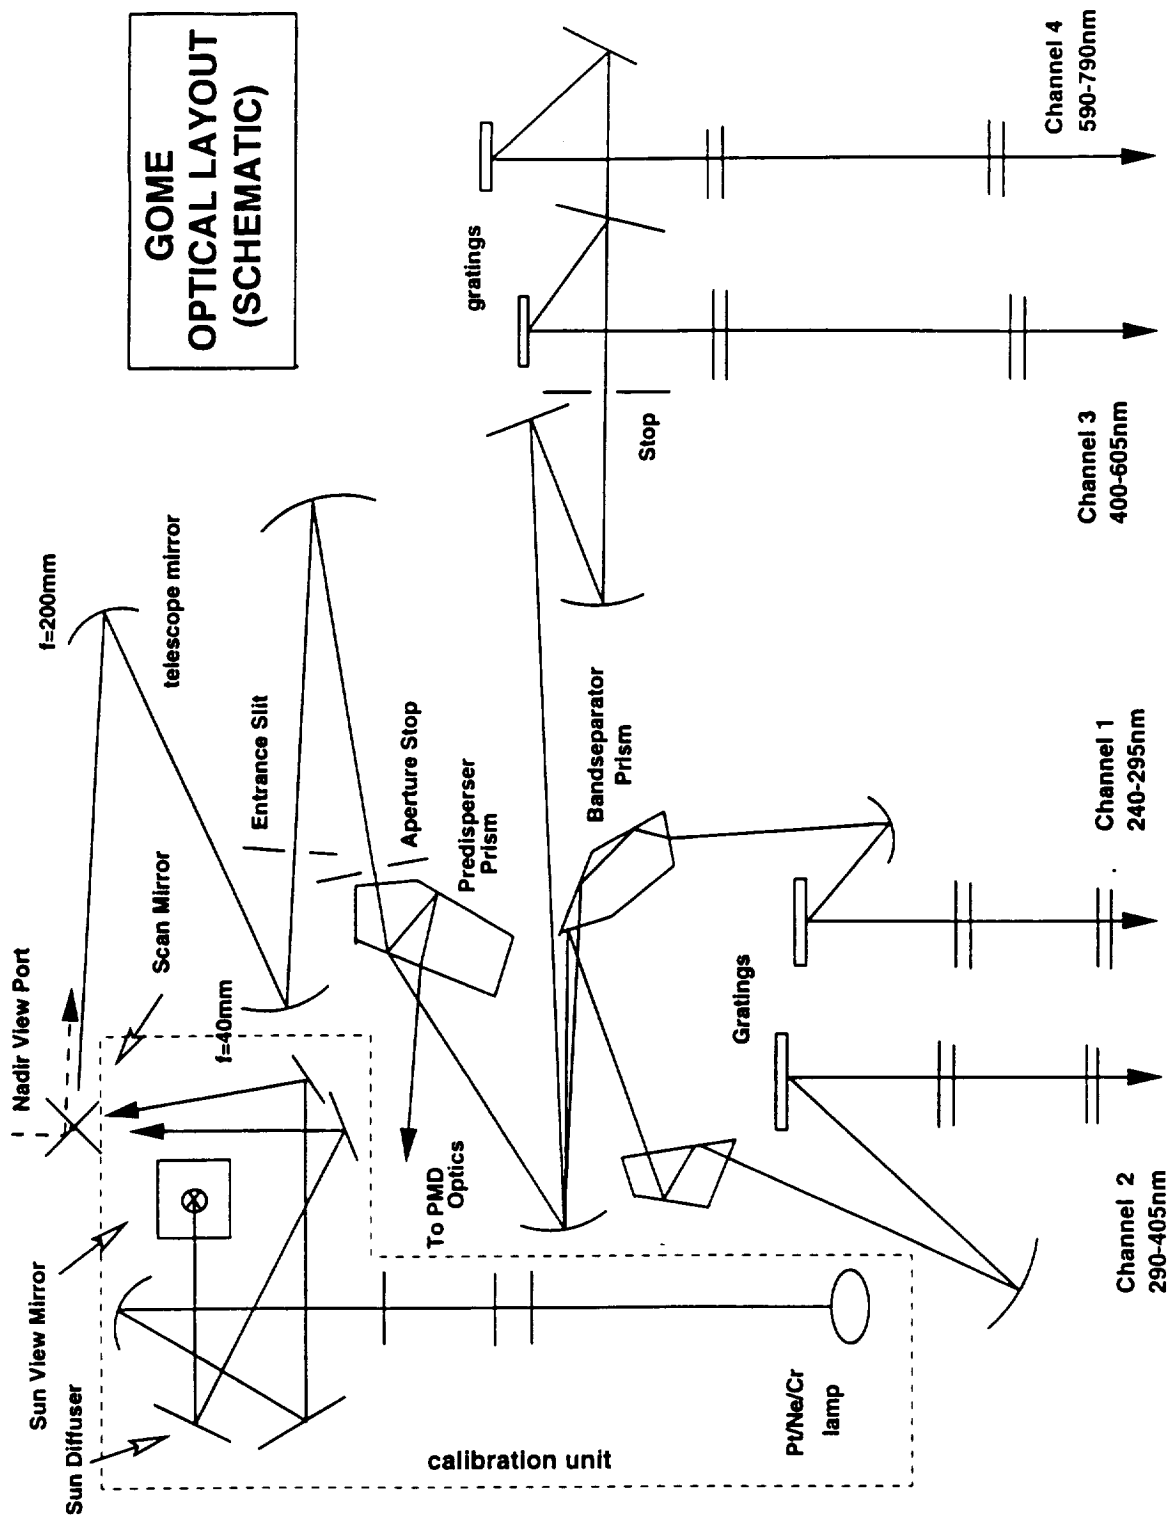 GOME
OPTICAL LAYOUT
(SCHEMATIC)
Nadir View Port
Scan Mirror
f=200mm
telescope mirror
f=40mm
Entrance Slit
Aperture Stop
Predisperser
Prism
To PMD
Optics
Sun View Mirror
Sun Diffuser
calibration unit
Pt/Ne/Cr
lamp
Bandseparator
Prism
Stop
gratings
Gratings
Channel 2
290-405nm
Channel 1
240-295nm
Channel 3
400-605nm
Channel 4
590-790nm